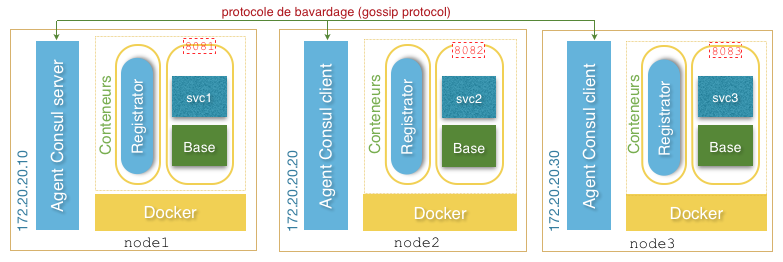 protocole de bavardage (gossip protocol)
172.20.20.10
Agent Consul server
Conteneurs
Registrator
8081
svc1
Base
Docker
node1
172.20.20.20
Agent Consul client
Conteneurs
Registrator
8082
svc2
Base
Docker
node2
172.20.20.30
Agent Consul client
Conteneurs
Registrator
8083
svc3
Base
Docker
node3